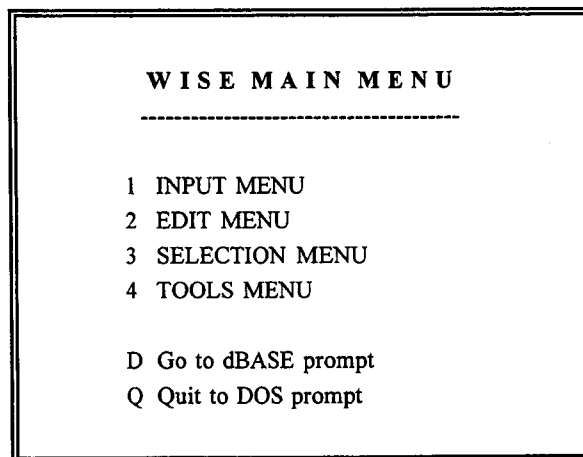 WISE MAIN MENU
--------------------------------------
1 INPUT MENU
2 EDIT MENU
3 SELECTION MENU
4 TOOLS MENU
D Go to dBASE prompt
Q Quit to DOS prompt